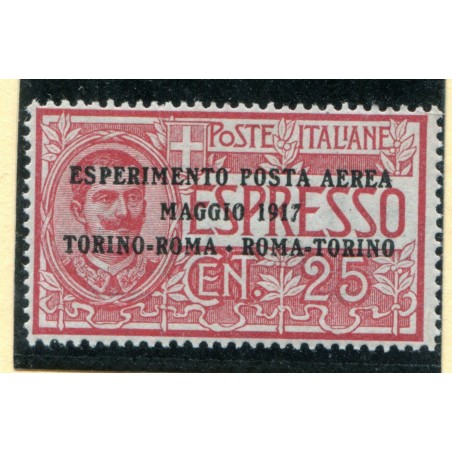 POSTE ITALIANE
ESPERIMENTO POSTA AEREA
ESPRESSO
MAGGIO 1917
TORINO-ROMA • ROMA-TORINO
CENT. 25